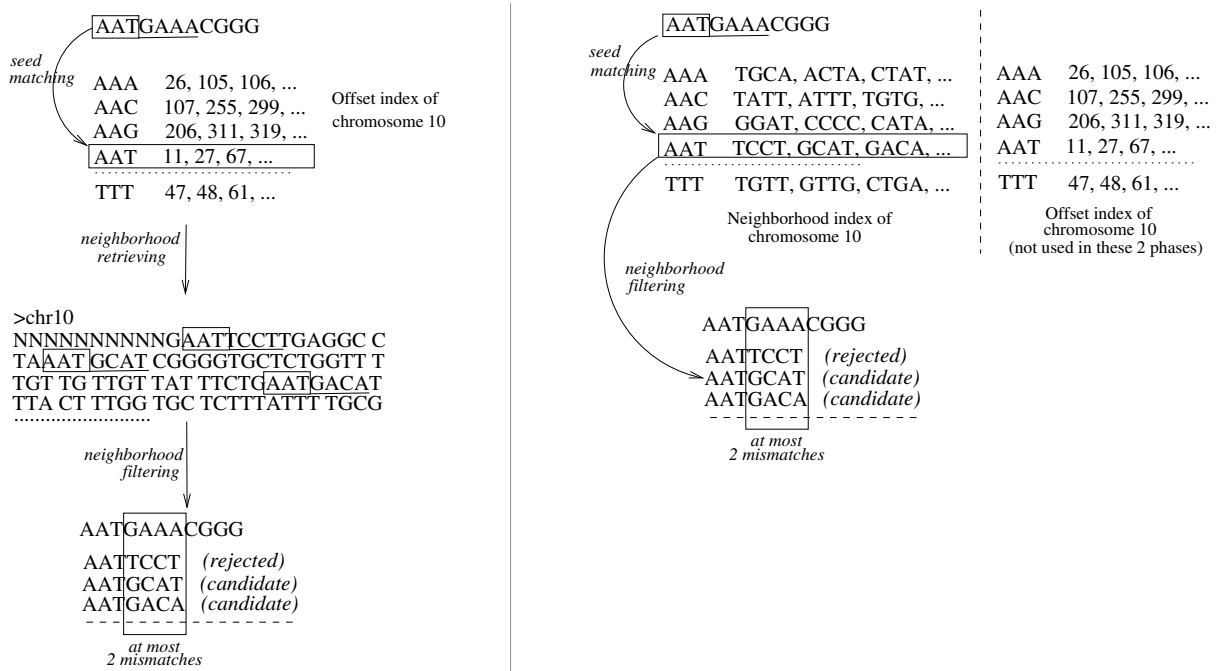 AATGAAACGGG
seed
matching
AAA 26, 105, 106, ...
AAC 107, 255, 299, ...
AAG 206, 311, 319, ...
AAT 11, 27, 67, ...
TTT 47, 48, 61, ...
Offset index of
chromosome 10
neighborhood
retrieving
>chr10
NNNNNNNNNNNGAATTCCTTGAGGC C
TAAAT GCAT CGGGGTGCTCTGGTTT T
TGT TG TTGT TAT TTCTGAATGACAT
TTA CT TTGG TGC TCTTTATTT TGCG
neighborhood
filtering
AATGAAACGGG
AATTCCT (rejected)
AATGCAT (candidate)
AATGACA (candidate)
at most
2 mismatches
AATGAAACGGG
seed
matching
AAA TGCA, ACTA, CTAT, ...
AAC TATT, ATTT, TGTG, ...
AAG GGAT, CCCC, CATA, ...
AAT TCCT, GCAT, GACA, ...
TTT TGTT, GTTG, CTGA, ...
Neighborhood index of
chromosome 10
AAA 26, 105, 106, ...
AAC 107, 255, 299, ...
AAG 206, 311, 319, ...
AAT 11, 27, 67, ...
TTT 47, 48, 61, ...
Offset index of
chromosome 10
(not used in these 2 phases)
neighborhood
filtering
AATGAAACGGG
AATTCCT (rejected)
AATGCAT (candidate)
AATGACA (candidate)
at most
2 mismatches